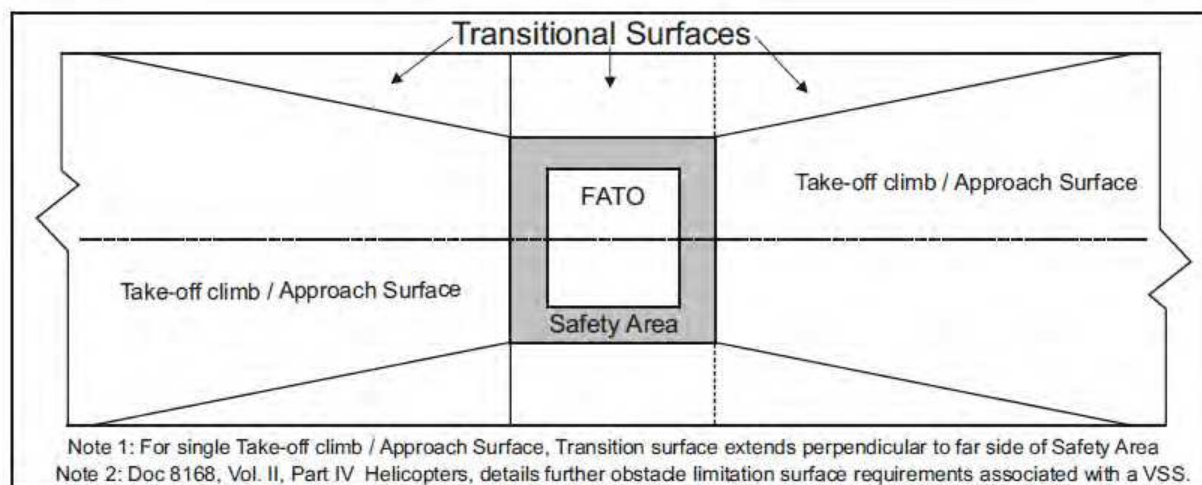 Transitional Surfaces
FATO
Take-off climb / Approach Surface
Take-off climb / Approach Surface
Safety Area
Note 1: For single Take-off climb / Approach Surface, Transition surface extends perpendicular to far side of Safety Area
Note 2: Doc 8168, Vol. II, Part IV Helicopters, details further obstacle limitation surface requirements associated with a VSS.